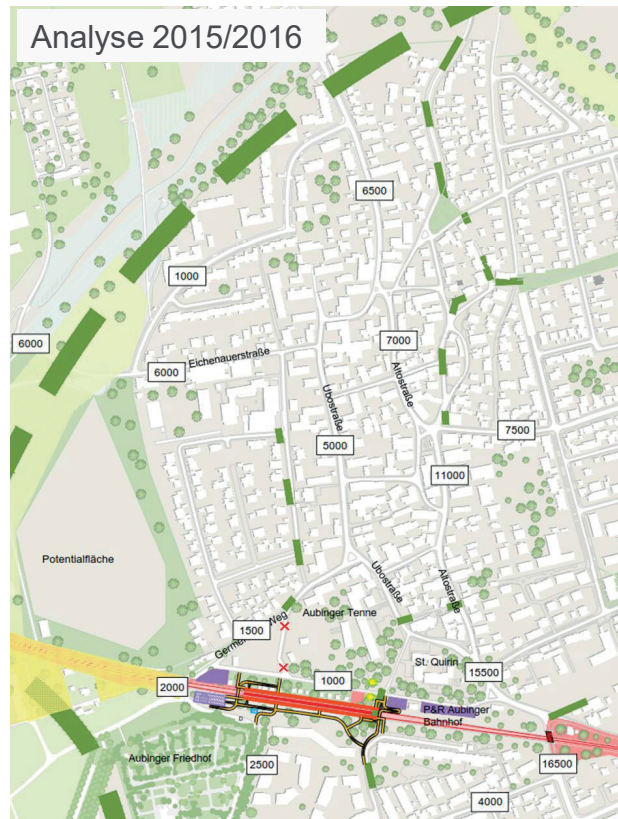 Analyse 2015/2016
6500
1000
6000
7000
Eichenauerstraße
6000
Altostraße
Ubostraße
7500
5000
11000
Potentialfläche
Ubostraße
Altostraße
Aubinger Tenne
1500
Weg
St. Quirin
15500
1000
2000
P&R Aubinger
Bahnhof
Aubinger Friedhof
2500
16500
4000